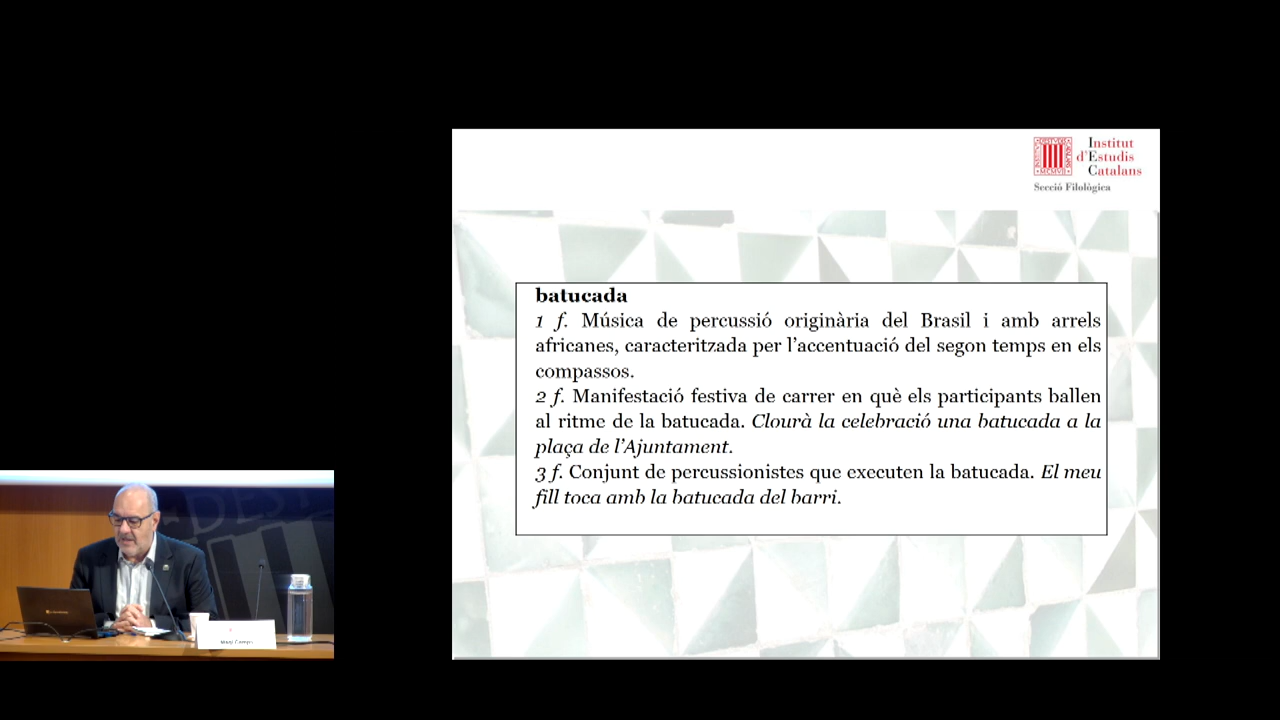 Institut
d'Estudis
Catalans
Secció Filològica
batucada
1 f. Música de percussió originària del Brasil i amb arrels
africanes, caracteritzada per l'accentuació del segon temps en els
compassos.
2 f. Manifestació festiva de carrer en què els participants ballen
al ritme de la batucada. Clourà la celebració una batucada a la
plaça de l'Ajuntament.
3 f. Conjunt de percussionistes que executen la batucada. El meu
fill toca amb la batucada del barri.